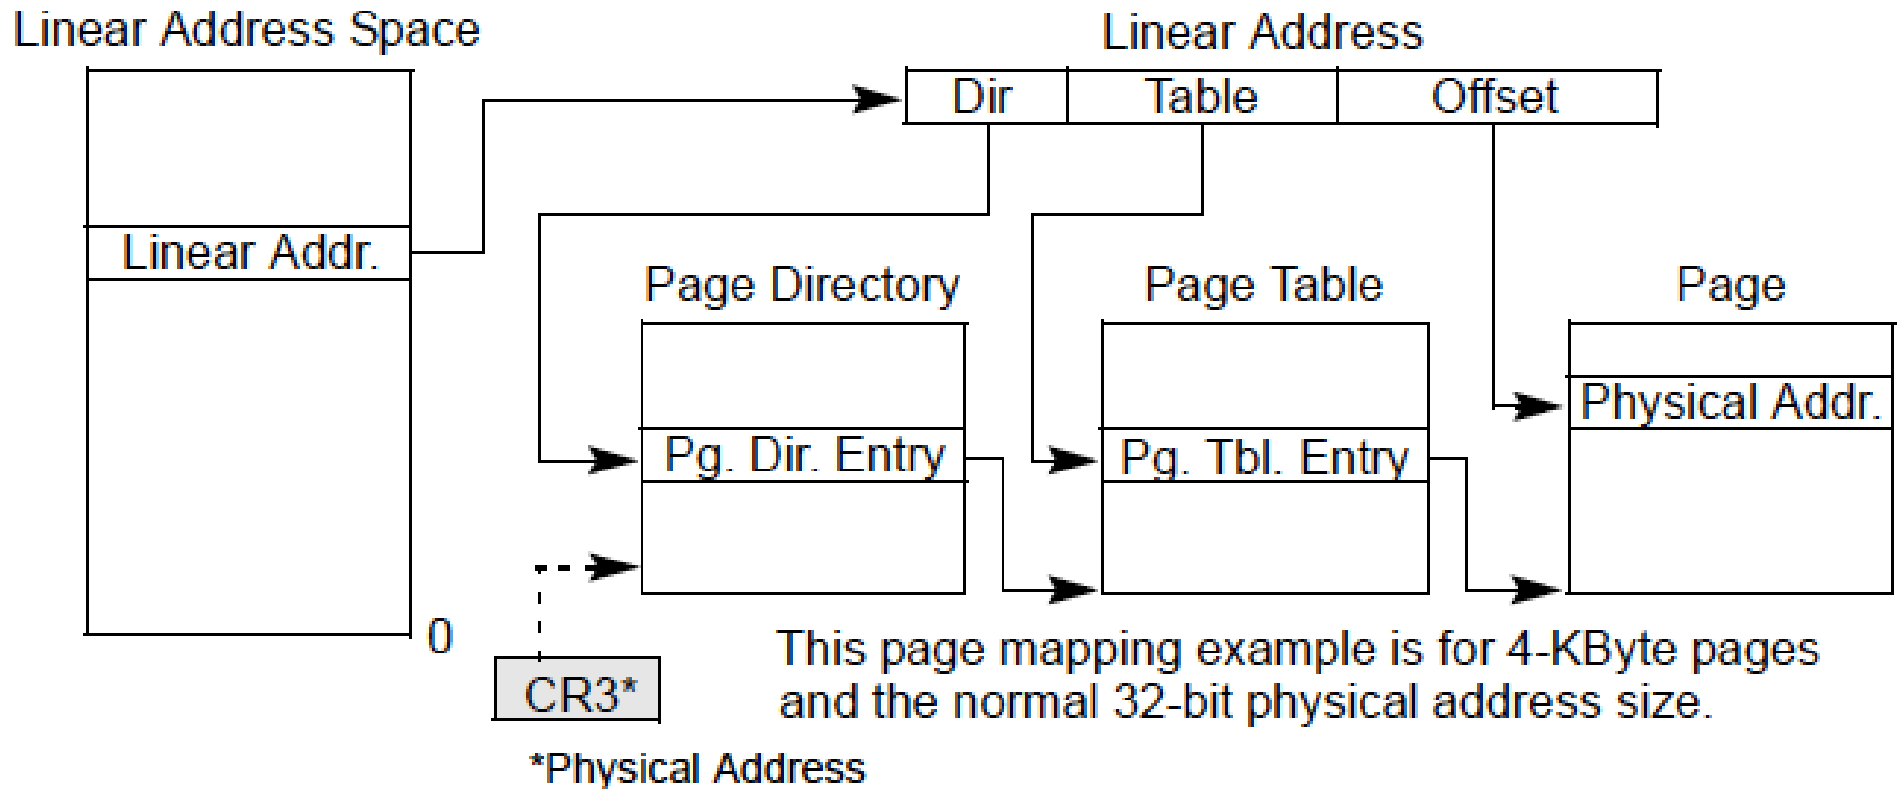 Linear Address Space
Linear Address
Dir
Table
Offset
Linear Addr.
Page Directory
Page Table
Page
Physical Addr.
Pg. Dir. Entry
Pg. Tbl. Entry
0
CR3*
This page mapping example is for 4-KByte pages
and the normal 32-bit physical address size.
*Physical Address